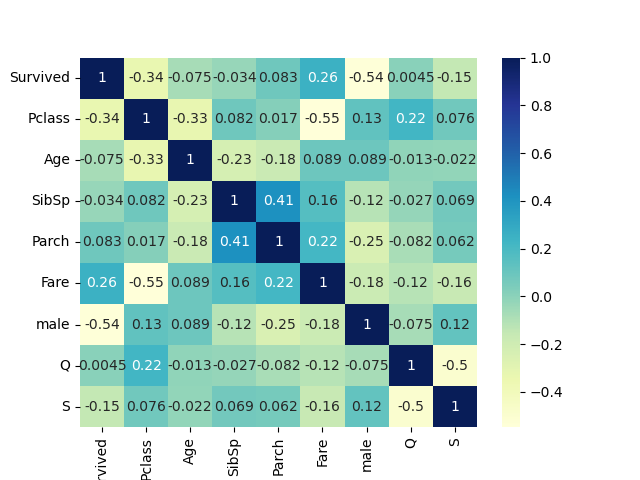 Survived 1 -0.34 -0.075 -0.034 0.083 0.26 -0.54 0.0045 -0.15
Pclass -0.34 1 -0.33 0.082 0.017 -0.55 0.13 0.22 0.076
Age -0.075 -0.33 1 -0.23 -0.18 0.089 0.089 -0.013 -0.022
SibSp -0.034 0.082 -0.23 1 0.41 0.16 -0.12 -0.027 0.069
Parch 0.083 0.017 -0.18 0.41 1 0.22 -0.25 -0.082 0.062
Fare 0.26 -0.55 0.089 0.16 0.22 1 -0.18 -0.12 -0.16
male -0.54 0.13 0.089 -0.12 -0.25 -0.18 1 -0.075 0.12
Q 0.0045 0.22 -0.013 -0.027 -0.082 -0.12 -0.075 1 -0.5
S -0.15 0.076 -0.022 0.069 0.062 -0.16 0.12 -0.5 1
rvived Pclass Age SibSp Parch Fare male Q S
1.0
0.8
0.6
0.4
0.2
0.0
−0.2
−0.4